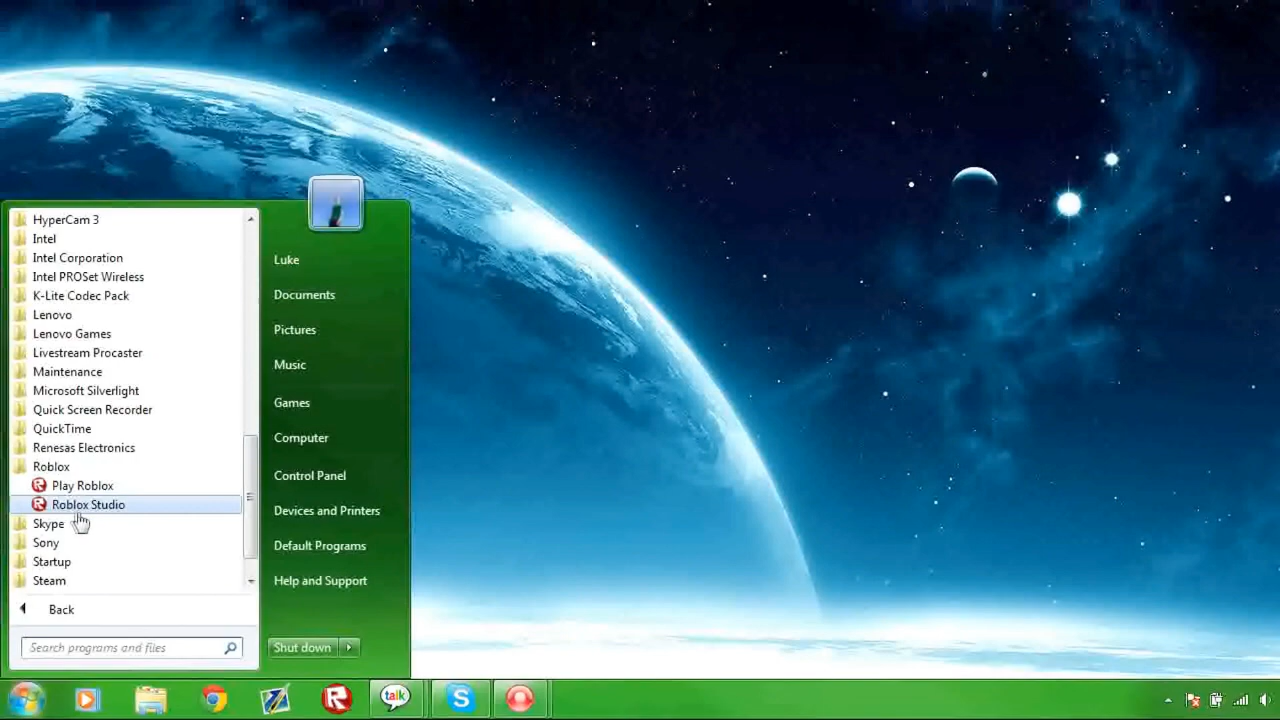 HyperCam 3
Intel
Intel Corporation
Intel PROSet Wireless
K-Lite Codec Pack
Lenovo
Lenovo Games
Livestream Procaster
Maintenance
Microsoft Silverlight
Quick Screen Recorder
QuickTime
Renesas Electronics
Roblox
Play Roblox
Roblox Studio
Skype
Sony
Startup
Steam
Back
Search programs and files
Luke
Documents
Pictures
Music
Games
Computer
Control Panel
Devices and Printers
Default Programs
Help and Support
Shut down
talk